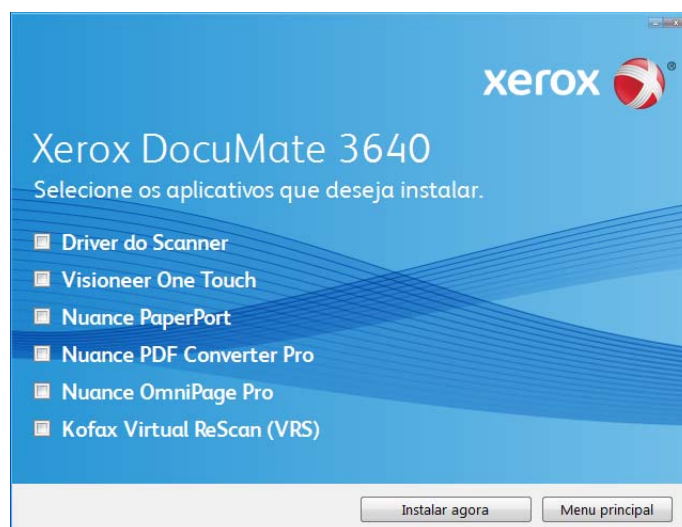 xerox ®
Xerox DocuMate 3640
Selecione os aplicativos que deseja instalar.
Driver do Scanner
Visioneer One Touch
Nuance PaperPort
Nuance PDF Converter Pro
Nuance OmniPage Pro
Kofax Virtual ReScan (VRS)
Instalar agora
Menu principal